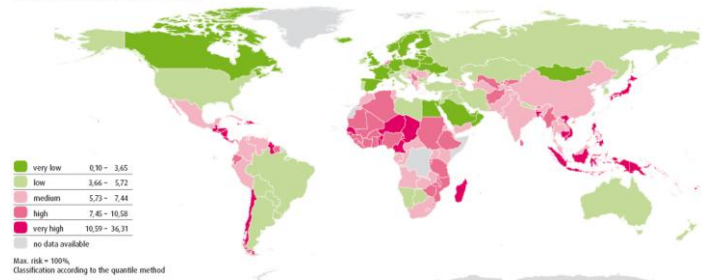 very low 0,10 – 3,65
low 3,66 – 5,72
medium 5,73 – 7,44
high 7,45 – 10,58
very high 10,59 – 36,31
no data available
Max. risk = 100%,
Classification according to the quantile method